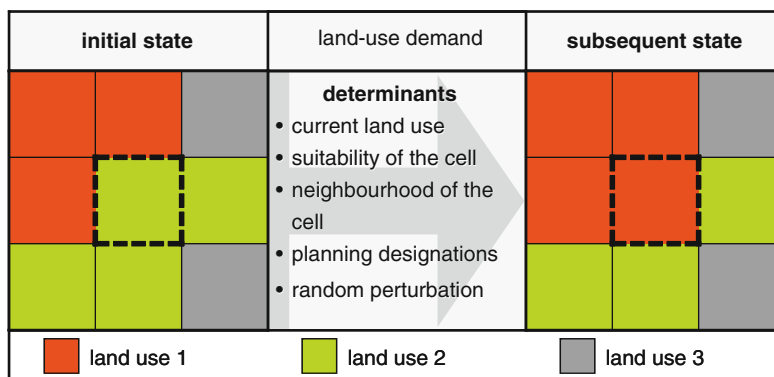 initial state
land-use demand
subsequent state
determinants
• current land use
• suitability of the cell
• neighbourhood of the
cell
• planning designations
• random perturbation
land use 1
land use 2
land use 3